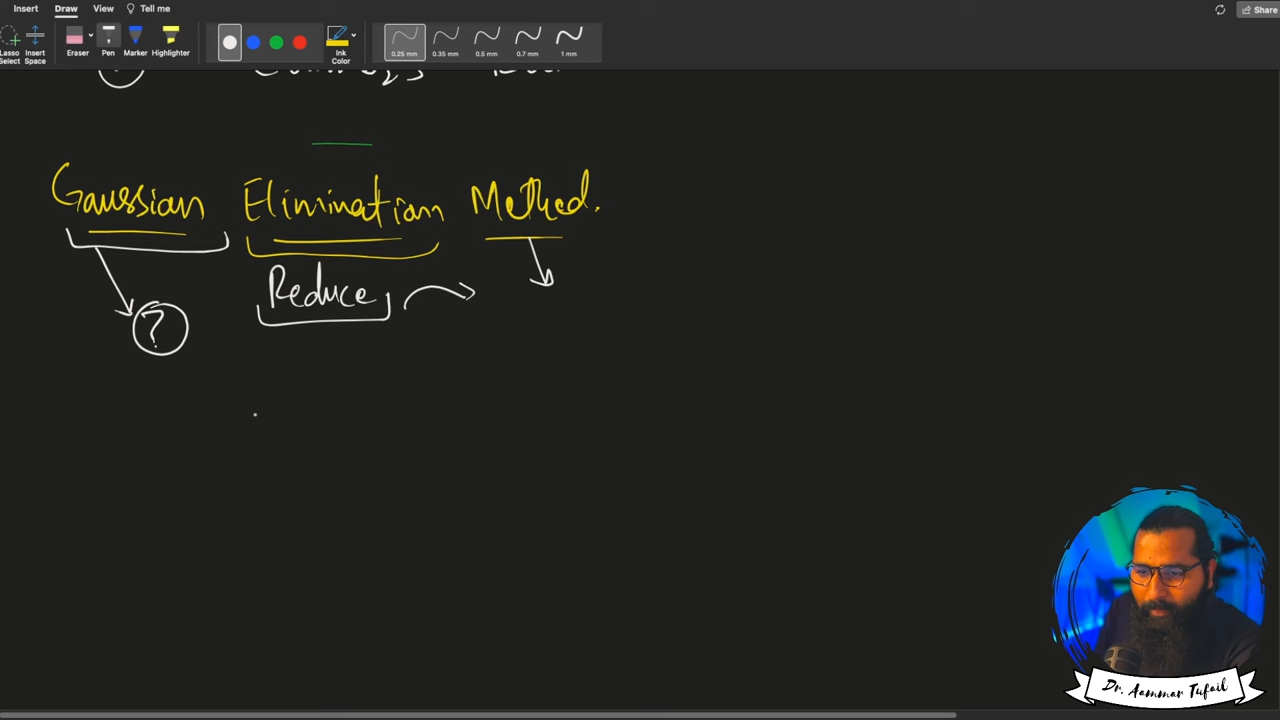 Insert Draw View Tell me Share
Lasso Select
Insert Space
Eraser
Pen
Marker
Highlighter
Ink Color
0.25 mm
0.35 mm
0.5 mm
0.7 mm
1 mm
Gaussian Elimination Method.
Reduce
?
Dr. Aammar Tufail